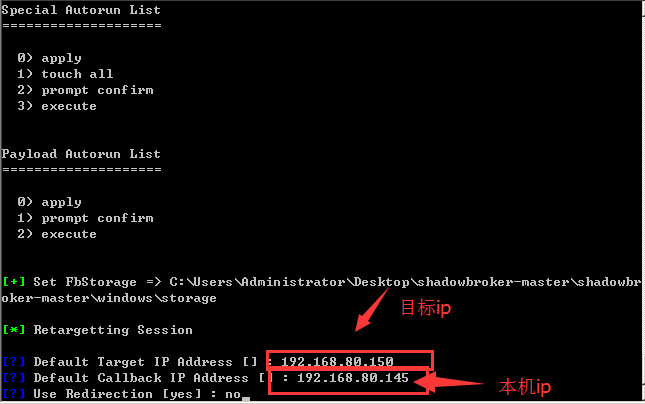 Special Autorun List
====================
0) apply
1) touch all
2) prompt confirm
3) execute
Payload Autorun List
====================
0) apply
1) prompt confirm
2) execute
[+] Set FbStorage => C:\Users\Administrator\Desktop\shadowbroker-master\shadowbr
oker-master\windows\storage
目标ip
[*] Retargetting Session
[?] Default Target IP Address [] : 192.168.80.150
[?] Default Callback IP Address [] : 192.168.80.145
本机ip
[?] Use Redirection [yes] : no